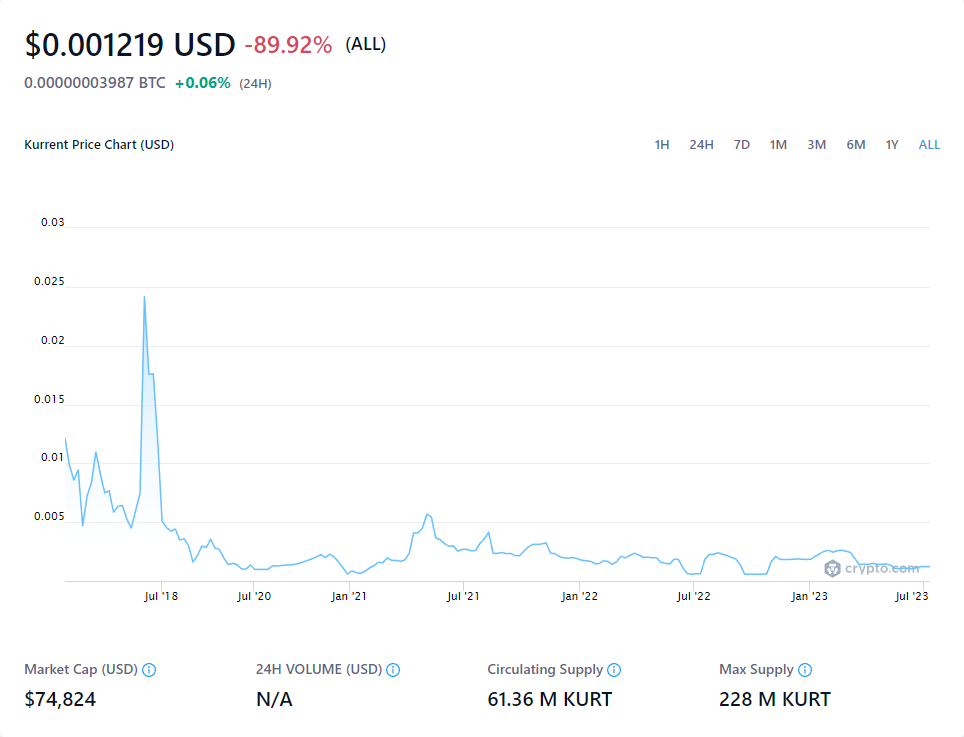 $0.001219 USD -89.92% (ALL)
0.00000003987 BTC +0.06% (24H)
Kurrent Price Chart (USD) 1H 24H 7D 1M 3M 6M 1Y ALL
0.03
0.025
0.02
0.015
0.01
0.005
crypto.com
Jul '18 Jul '20 Jan '21 Jul '21 Jan '22 Jul '22 Jan '23 Jul '23
Market Cap (USD) 24H VOLUME (USD) Circulating Supply Max Supply
$74,824 N/A 61.36 M KURT 228 M KURT